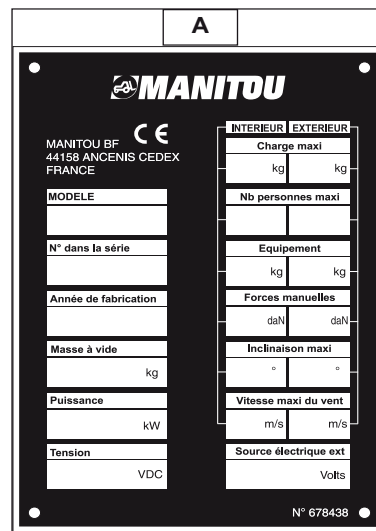 A
MANITOU
MANITOU BF CE
44158 ANCENIS CEDEX
FRANCE
MODELE
N° dans la série
Année de fabrication
Masse à vide
kg
Puissance
kW
Tension
VDC
INTERIEUR EXTERIEUR
Charge maxi
kg kg
Nb personnes maxi
Equipement
kg kg
Forces manuelles
daN daN
Inclinaison maxi
° °
Vitesse maxi du vent
m/s m/s
Source électrique ext
Volts
N° 678438